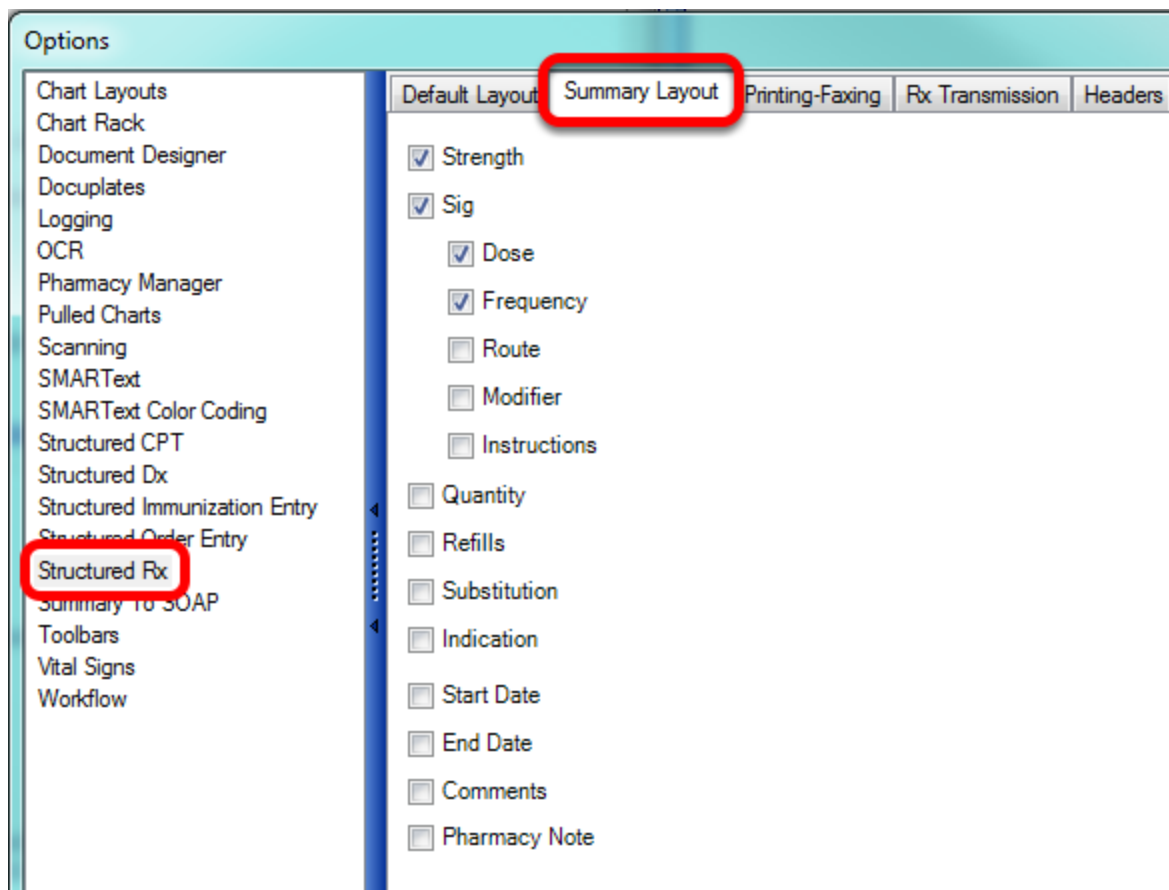 Options
Chart Layouts
Chart Rack
Document Designer
Docuplates
Logging
OCR
Pharmacy Manager
Pulled Charts
Scanning
SMARText
SMARText Color Coding
Structured CPT
Structured Dx
Structured Immunization Entry
Structured Order Entry
Structured Rx
Summary To SOAP
Toolbars
Vital Signs
Workflow
Default Layout Summary Layout Printing-Faxing Rx Transmission Headers
Strength
Sig
Dose
Frequency
Route
Modifier
Instructions
Quantity
Refills
Substitution
Indication
Start Date
End Date
Comments
Pharmacy Note